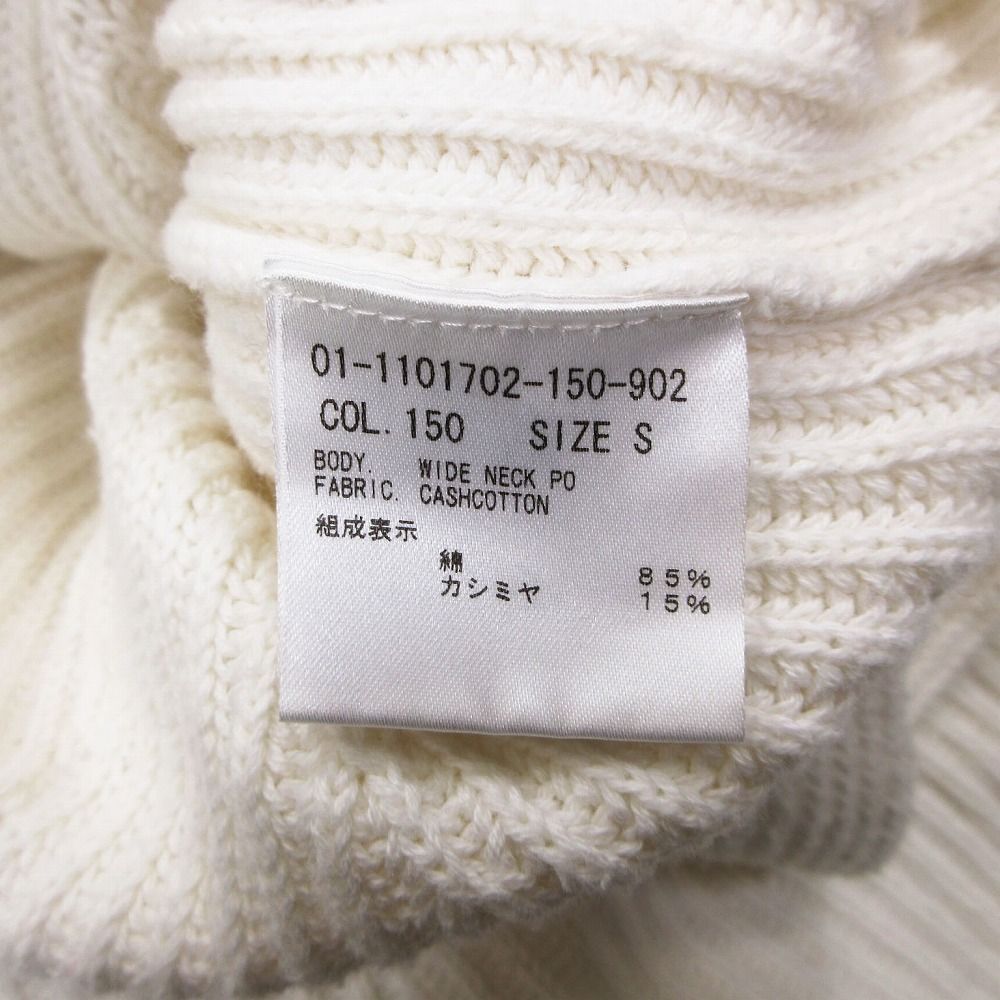 01-1101702-150-902
COL. 150 SIZE S
BODY. WIDE NECK PO
FABRIC. CASHCOTTON
組成表示
綿 85%
カシミヤ 15%